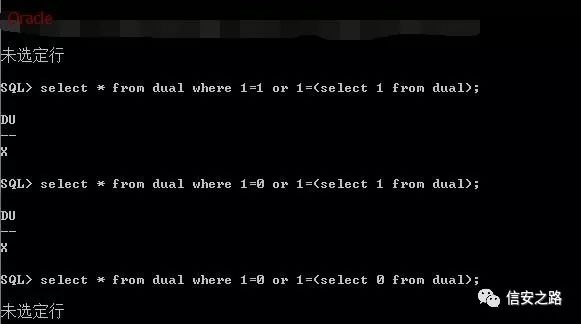 Oracle
未选定行
SQL> select * from dual where 1=1 or 1=(select 1 from dual);
DU
--
X
SQL> select * from dual where 1=0 or 1=(select 1 from dual);
DU
--
X
SQL> select * from dual where 1=0 or 1=(select 0 from dual);
未选定行
信安之路